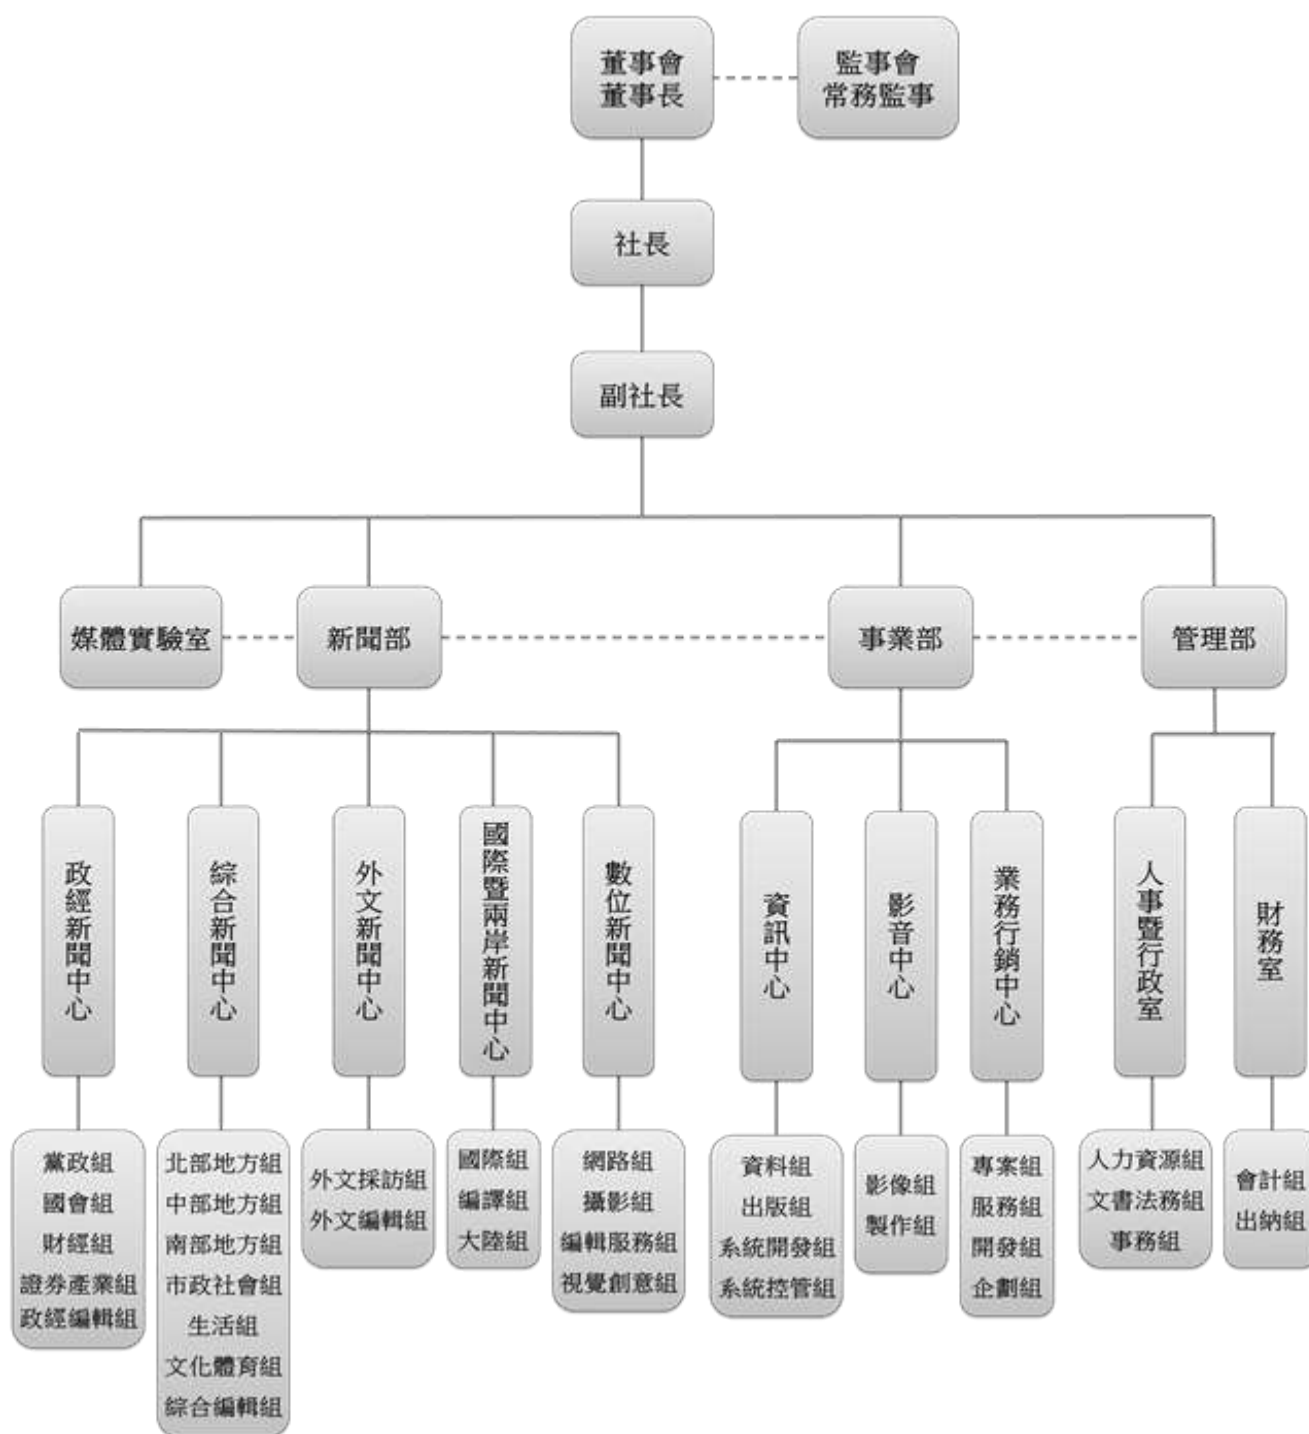 董事會
董事長
監事會
常務監事
社長
副社長
媒體實驗室
新聞部
事業部
管理部
政經新聞中心
綜合新聞中心
外文新聞中心
國際暨兩岸新聞中心
數位新聞中心
資訊中心
影音中心
業務行銷中心
人事暨行政室
財務室
黨政組
國會組
財經組
證券產業組
政經編輯組
北部地方組
中部地方組
南部地方組
市政社會組
生活組
文化體育組
綜合編輯組
外文採訪組
外文編輯組
國際組
編譯組
大陸組
網路組
攝影組
編輯服務組
視覺創意組
資料組
出版組
系統開發組
系統控管組
影像組
製作組
專案組
服務組
開發組
企劃組
人力資源組
文書法務組
事務組
會計組
出納組